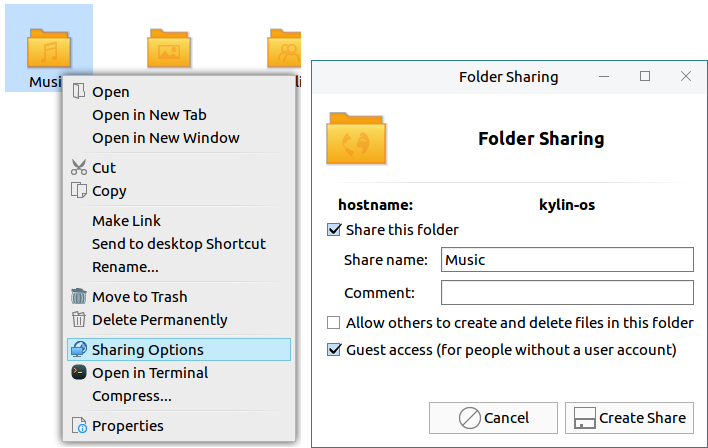 Music
Open
Open in New Tab
Open in New Window
Cut
Copy
Make Link
Send to desktop Shortcut
Rename...
Move to Trash
Delete Permanently
Sharing Options
Open in Terminal
Compress...
Properties
Folder Sharing
Folder Sharing
hostname: kylin-os
Share this folder
Share name: Music
Comment:
Allow others to create and delete files in this folder
Guest access (for people without a user account)
Cancel Create Share